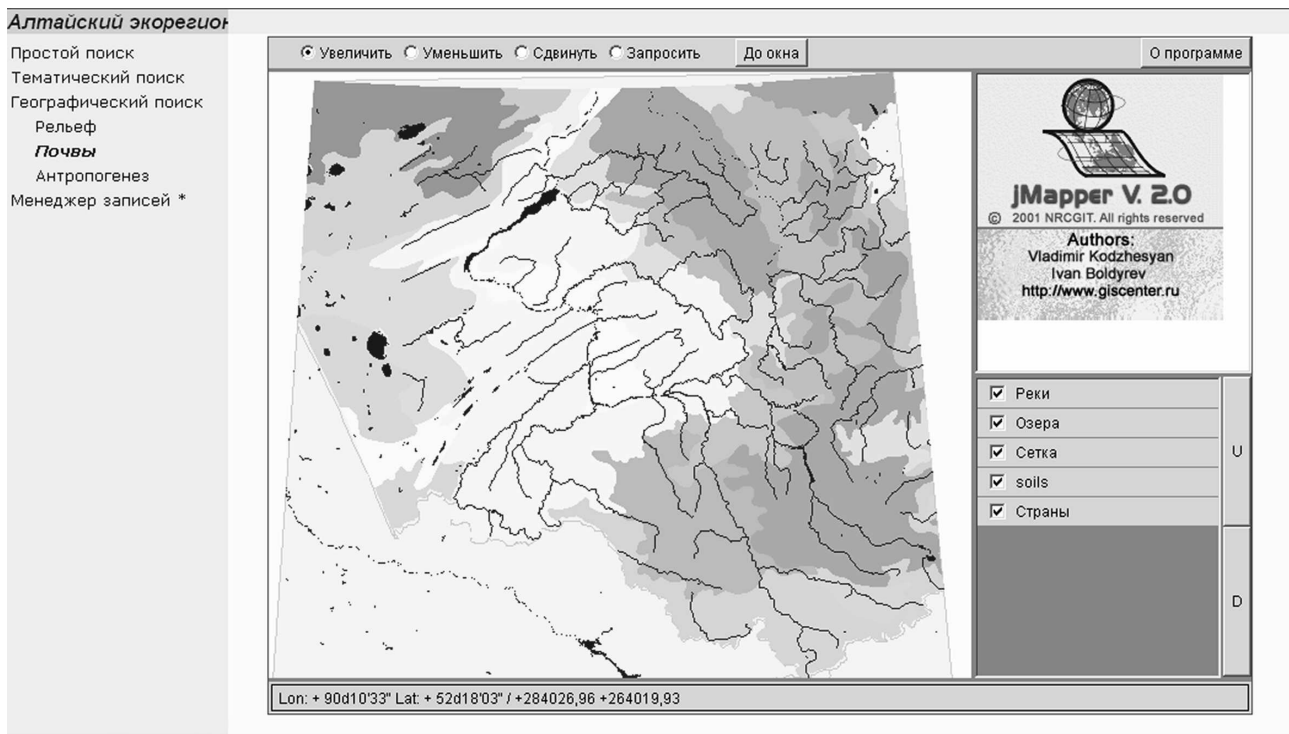 Алтайский экорегион
Простой поиск
Тематический поиск
Географический поиск
Рельеф
Почвы
Антропогенез
Менеджер записей *
Увеличить Уменьшить Сдвинуть Запросить До окна О программе
jMapper V. 2.0
© 2001 NRCGIT. All rights reserved
Authors:
Vladimir Kodzhesyan
Ivan Boldyrev
http://www.giscenter.ru
Реки
Озера
Сетка
soils
Страны
U
D
Lon: + 90d10'33" Lat: + 52d18'03" / +284026,96 +264019,93